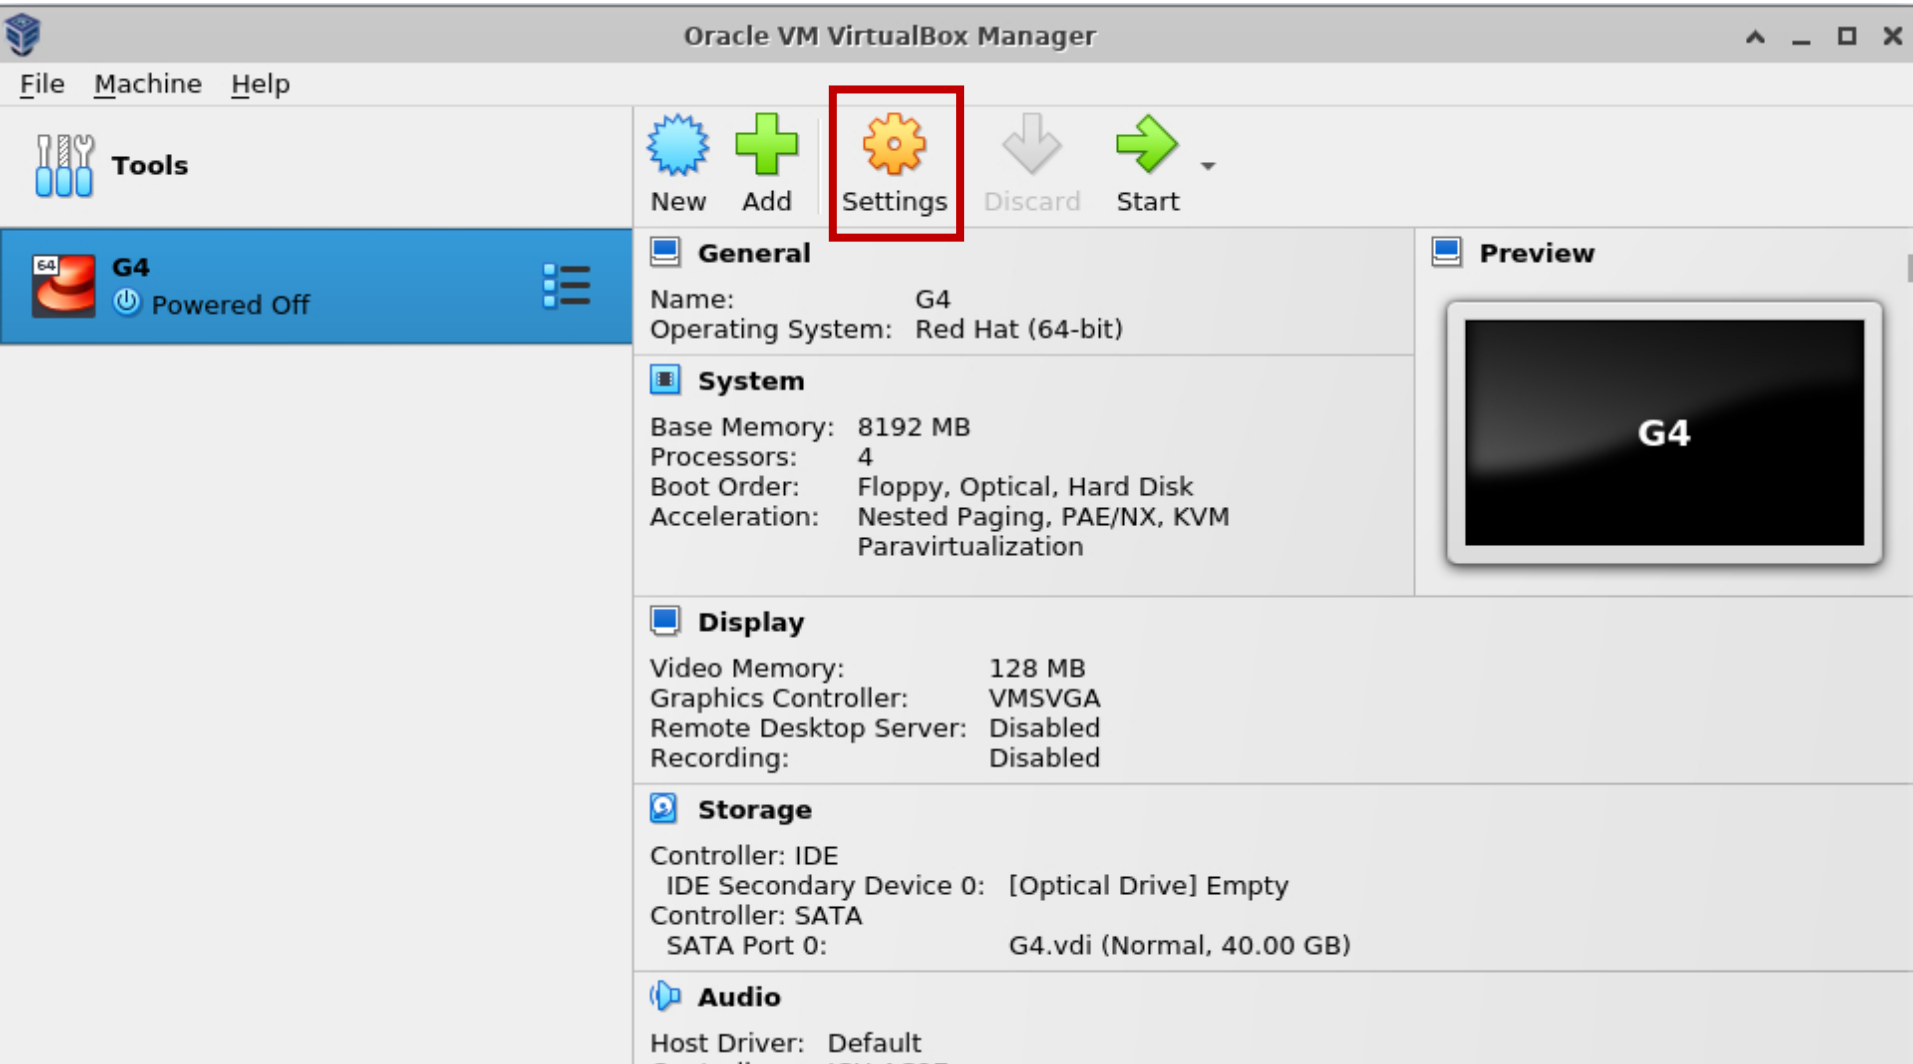 Oracle VM VirtualBox Manager
File Machine Help
Tools
New Add Settings Discard Start
64
G4
Powered Off
General
Name: G4
Operating System: Red Hat (64-bit)
Preview
G4
System
Base Memory: 8192 MB
Processors: 4
Boot Order: Floppy, Optical, Hard Disk
Acceleration: Nested Paging, PAE/NX, KVM
Paravirtualization
Display
Video Memory: 128 MB
Graphics Controller: VMSVGA
Remote Desktop Server: Disabled
Recording: Disabled
Storage
Controller: IDE
IDE Secondary Device 0: [Optical Drive] Empty
Controller: SATA
SATA Port 0: G4.vdi (Normal, 40.00 GB)
Audio
Host Driver: Default